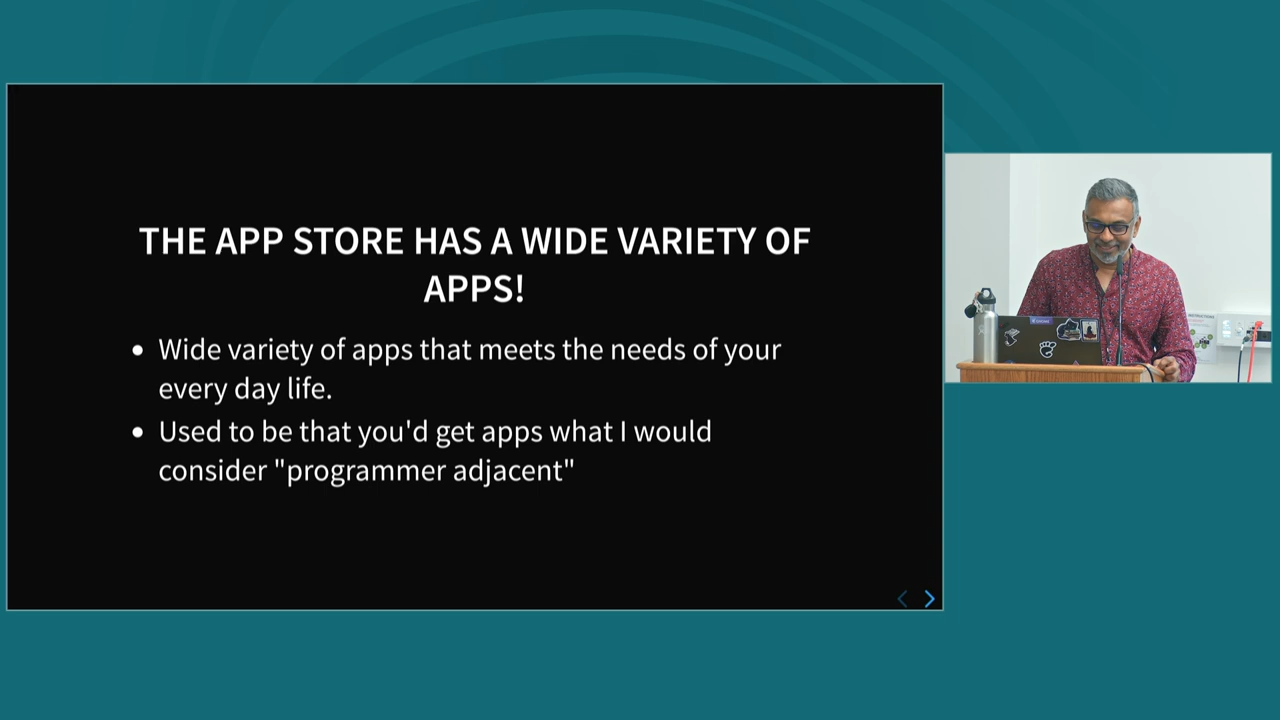 THE APP STORE HAS A WIDE VARIETY OF
APPS!
Wide variety of apps that meets the needs of your
every day life.
Used to be that you'd get apps what I would
consider "programmer adjacent"